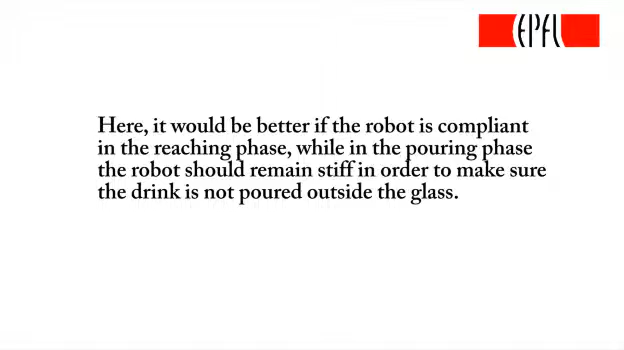 EPFL
Here, it would be better if the robot is compliant
in the reaching phase, while in the pouring phase
the robot should remain stiff in order to make sure
the drink is not poured outside the glass.